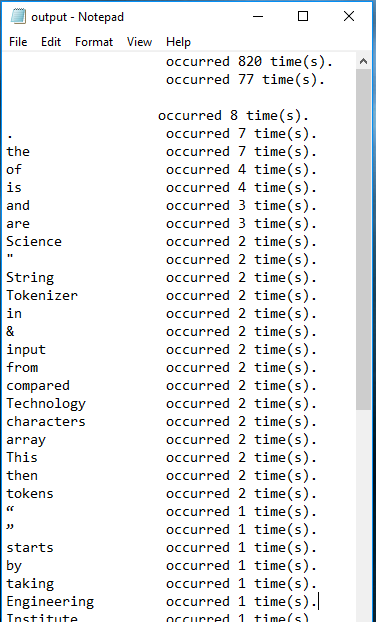 output - Notepad
File Edit Format View Help
occurred 820 time(s).
occurred 77 time(s).
occurred 8 time(s).
. occurred 7 time(s).
the occurred 7 time(s).
of occurred 4 time(s).
is occurred 4 time(s).
and occurred 3 time(s).
are occurred 3 time(s).
Science occurred 2 time(s).
" occurred 2 time(s).
String occurred 2 time(s).
Tokenizer occurred 2 time(s).
in occurred 2 time(s).
& occurred 2 time(s).
input occurred 2 time(s).
from occurred 2 time(s).
compared occurred 2 time(s).
Technology occurred 2 time(s).
characters occurred 2 time(s).
array occurred 2 time(s).
This occurred 2 time(s).
then occurred 2 time(s).
tokens occurred 2 time(s).
“ occurred 1 time(s).
” occurred 1 time(s).
starts occurred 1 time(s).
by occurred 1 time(s).
taking occurred 1 time(s).
Engineering occurred 1 time(s).
Institute occurred 1 time(s).